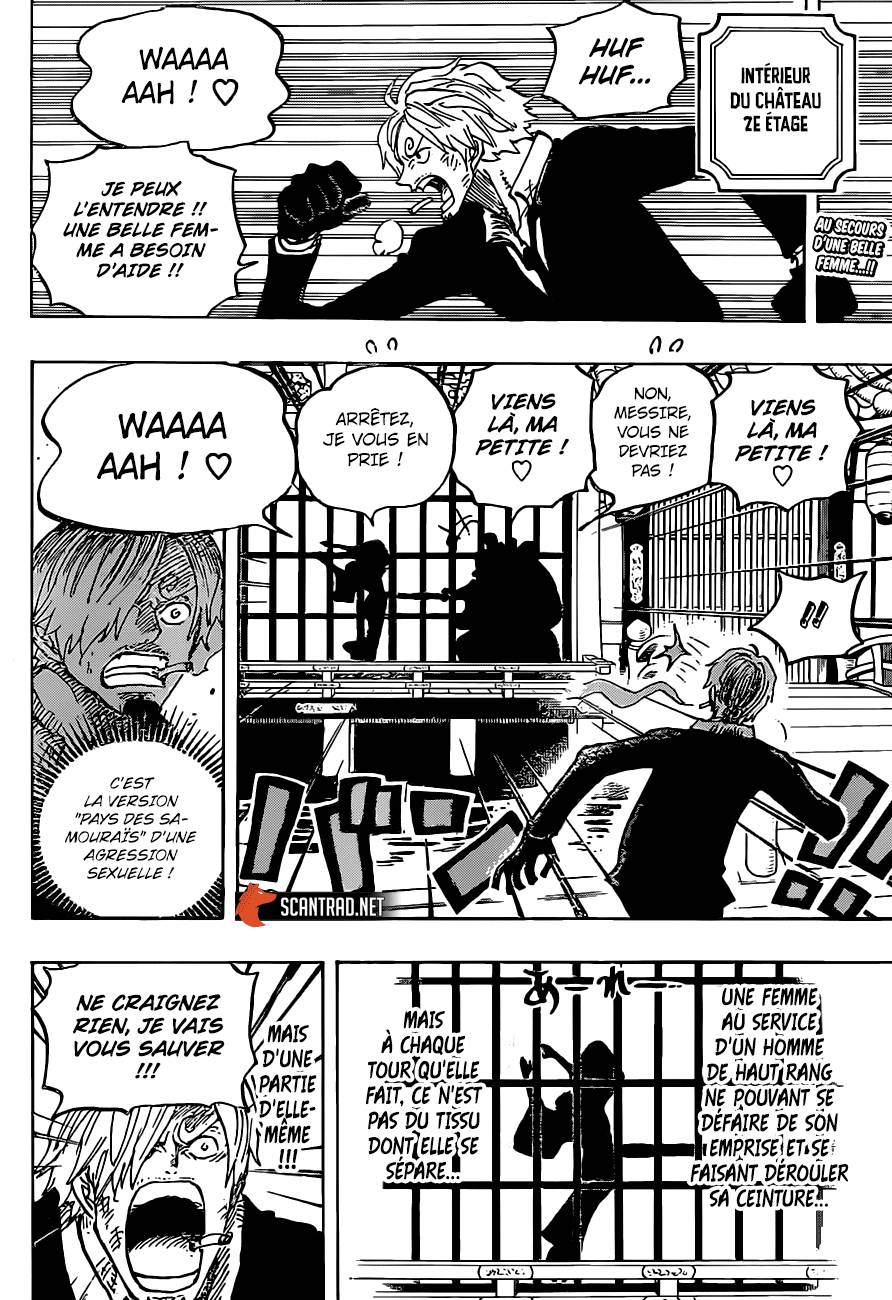 INTÉRIEUR
DU CHÂTEAU
2E ÉTAGE
AU SECOURS
D'UNE BELLE
FEMME...!!
HUF
HUF...
WAAAA
AAH ! ♡
JE PEUX
L'ENTENDRE !!
UNE BELLE FEM-
ME A BESOIN
D'AIDE !!
VIENS
LÀ, MA
PETITE !
♡
NON,
MESSIRE,
VOUS NE
DEVRIEZ
PAS !
VIENS
LÀ, MA
PETITE !
♡
ARRÊTEZ,
JE VOUS EN
PRIE !
WAAAA
AAH ! ♡
!!
C'EST
LA VERSION
"PAYS DES SA-
MOURAÏS" D'UNE
AGRESSION
SEXUELLE !
SCANTRAD.NET
あーれー
UNE FEMME
AU SERVICE
D'UN HOMME
DE HAUT RANG
NE POUVANT SE
DÉFAIRE DE SON
EMPRISE ET SE
FAISANT DÉROULER
SA CEINTURE...
MAIS
À CHAQUE
TOUR QU'ELLE
FAIT, CE N'EST
PAS DU TISSU
DONT ELLE SE
SÉPARE...
MAIS
D'UNE
PARTIE
D'ELLE-
MÊME
!!!
NE CRAIGNEZ
RIEN, JE VAIS
VOUS SAUVER
!!!